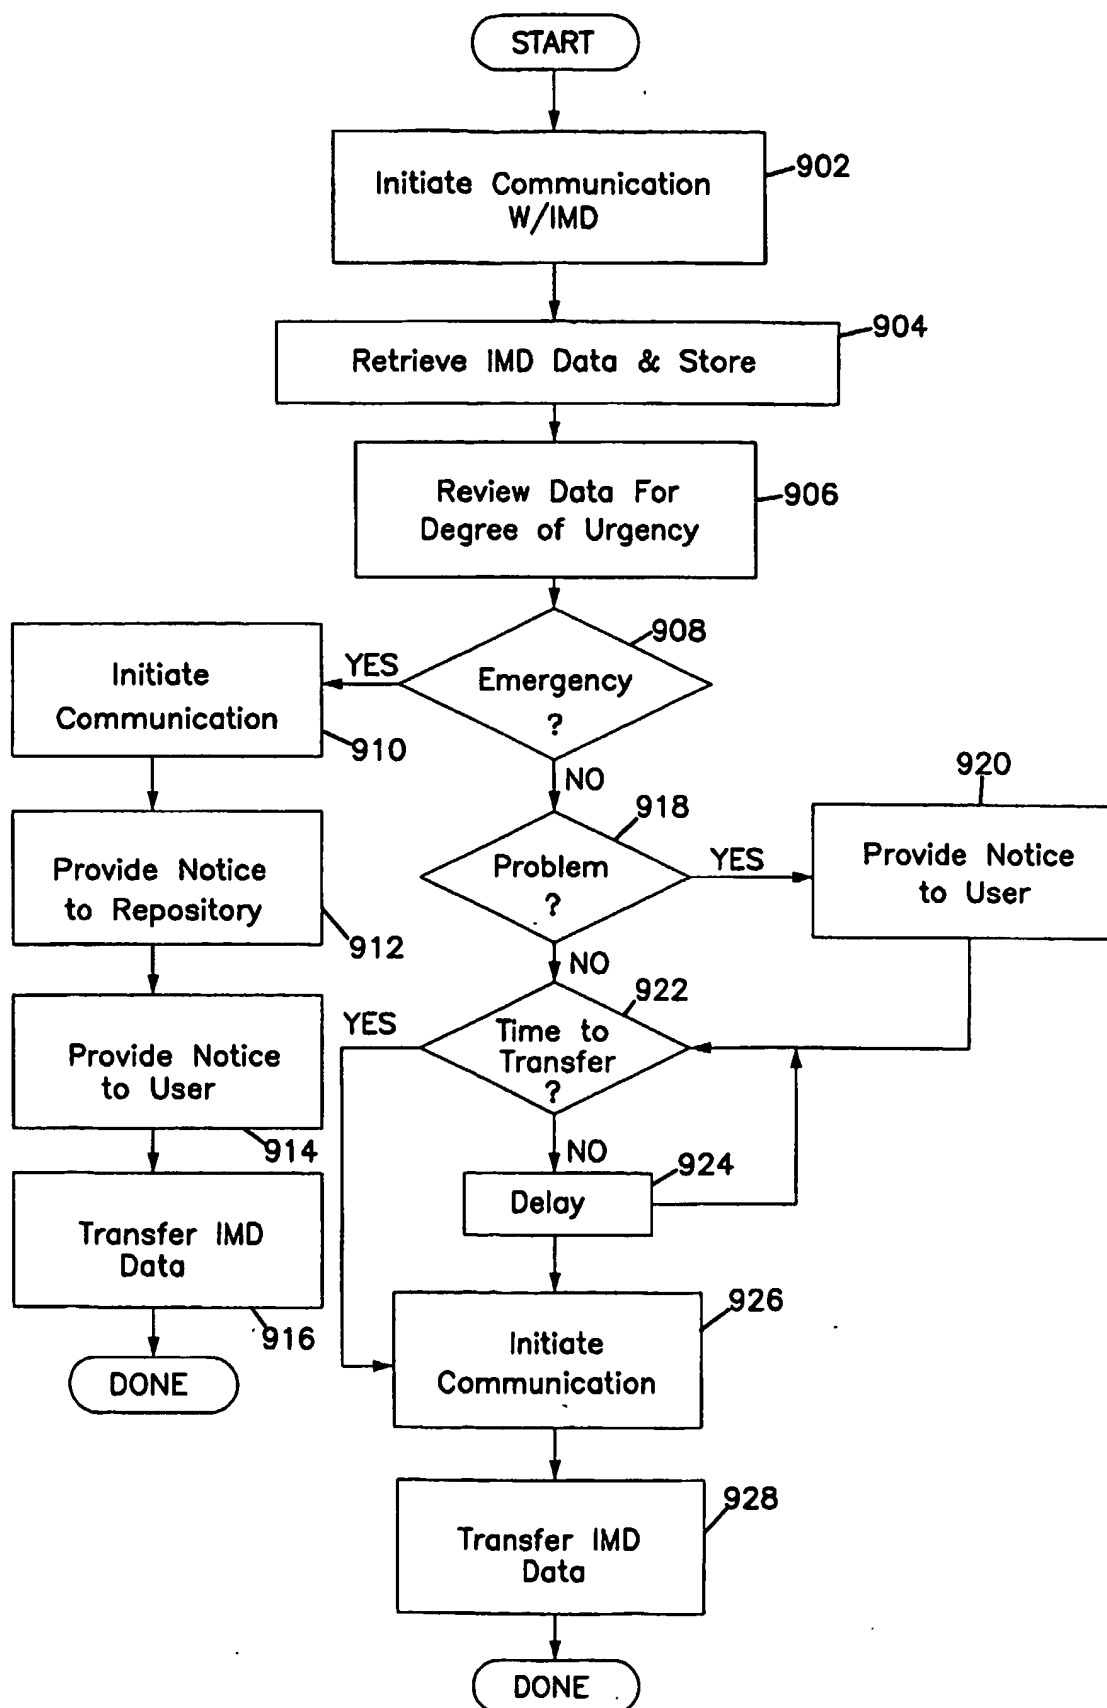 START
Initiate Communication
W/IMD
902
Retrieve IMD Data & Store
904
Review Data For
Degree of Urgency
906
Emergency
?
908
YES
NO
Initiate
Communication
910
Provide Notice
to Repository
912
Provide Notice
to User
914
Transfer IMD
Data
916
DONE
Problem
?
918
YES
NO
920
Provide Notice
to User
Time to
Transfer
?
922
YES
NO
Delay
924
Initiate
Communication
926
Transfer IMD
Data
928
DONE